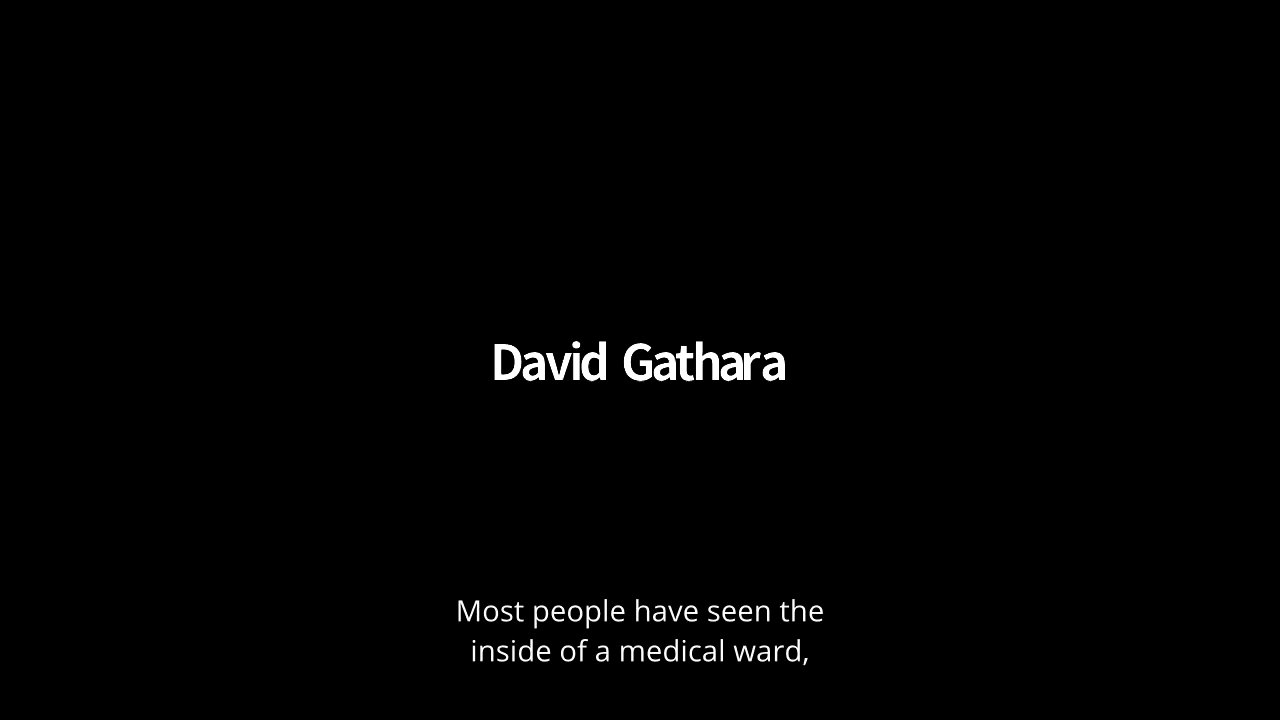 David Gathara
Most people have seen the
inside of a medical ward,